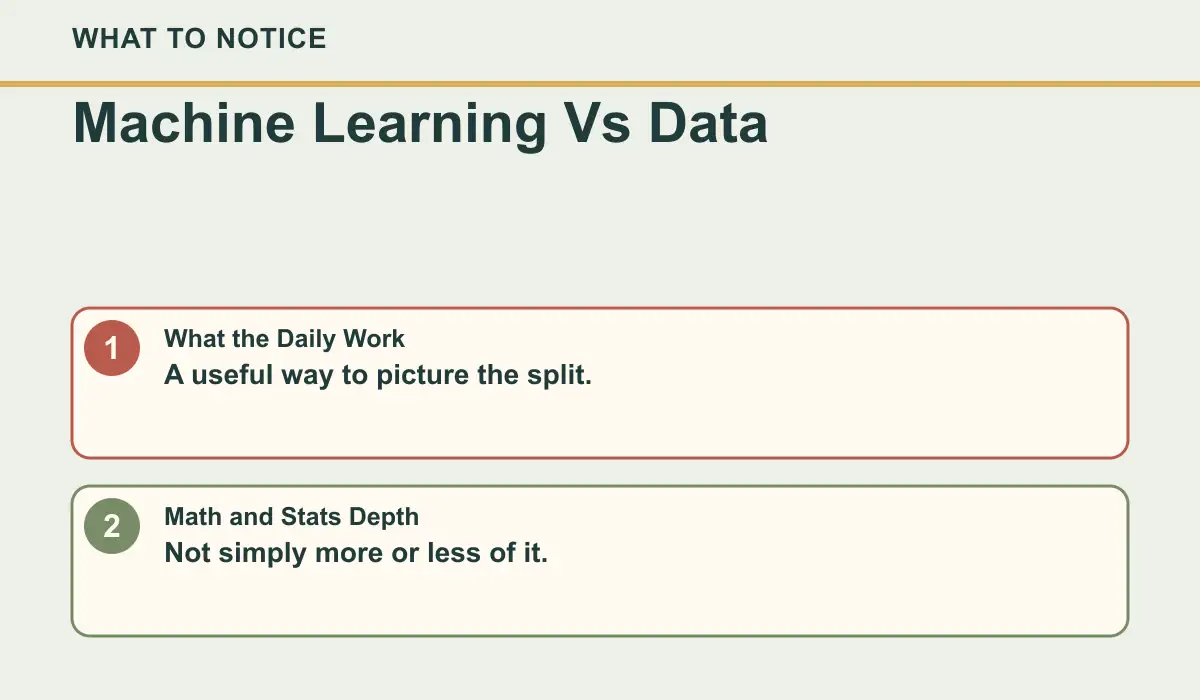 WHAT TO NOTICE
Machine Learning Vs Data
1
What the Daily Work
A useful way to picture the split.
2
Math and Stats Depth
Not simply more or less of it.